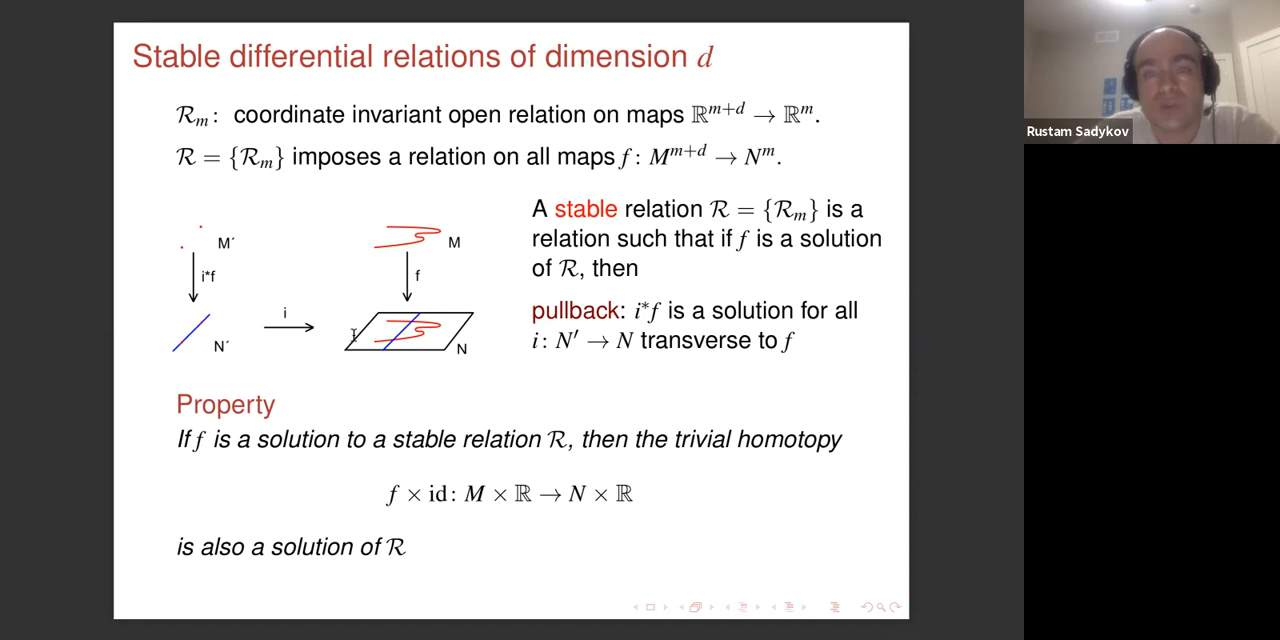 Stable differential relations of dimension d
ℛₘ: coordinate invariant open relation on maps ℝᵐ⁺ᵈ → ℝᵐ.
ℛ = {ℛₘ} imposes a relation on all maps f: Mᵐ⁺ᵈ → Nᵐ.
A stable relation ℛ = {ℛₘ} is a
relation such that if f is a solution
of ℛ, then
pullback: i*f is a solution for all
i: N′ → N transverse to f
M′
i*f
N′
i
M
f
N
Property
If f is a solution to a stable relation ℛ, then the trivial homotopy
f × id: M × ℝ → N × ℝ
is also a solution of ℛ
Rustam Sadykov